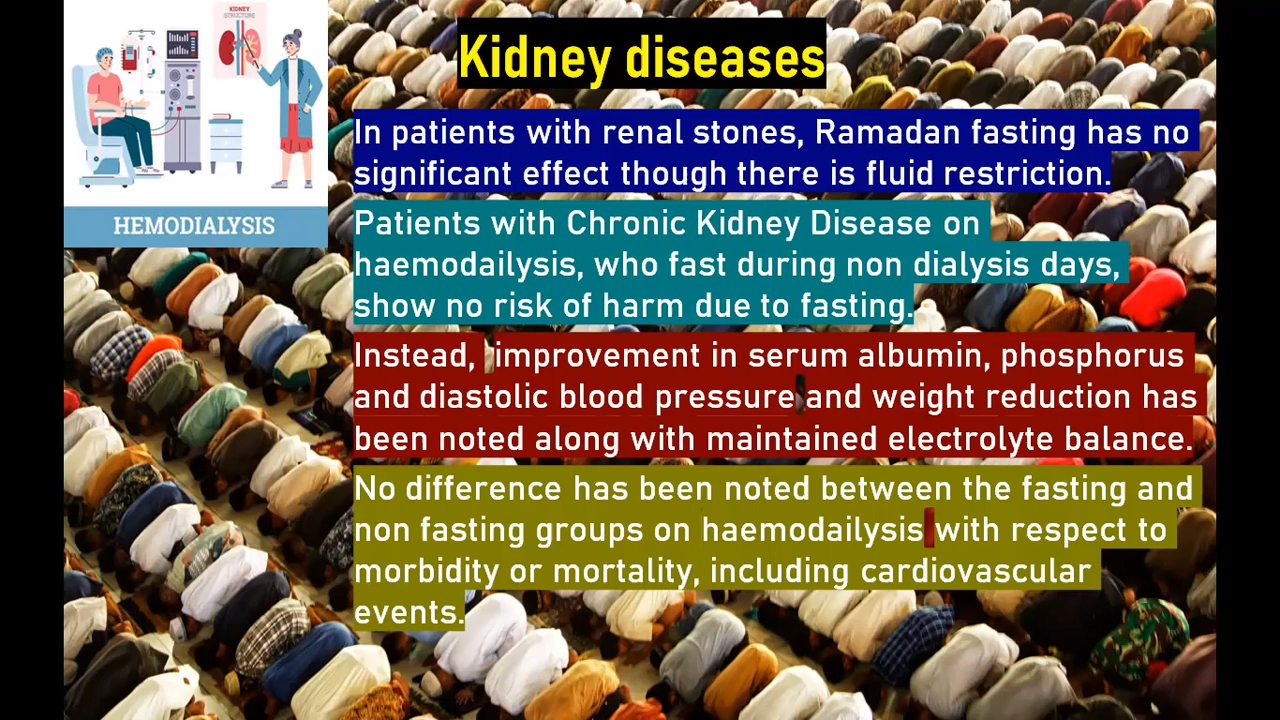 KIDNEY
STRUCTURE
HEMODIALYSIS
Kidney diseases
In patients with renal stones, Ramadan fasting has no
significant effect though there is fluid restriction.
Patients with Chronic Kidney Disease on
haemodailysis, who fast during non dialysis days,
show no risk of harm due to fasting.
Instead, improvement in serum albumin, phosphorus
and diastolic blood pressure and weight reduction has
been noted along with maintained electrolyte balance.
No difference has been noted between the fasting and
non fasting groups on haemodailysis with respect to
morbidity or mortality, including cardiovascular
events.